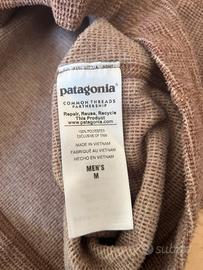 patagonia®
COMMON THREADS
PARTNERSHIP
Repair, Reuse, Recycle
This Product
www.patagonia.com
100% POLYESTER
EXCLUSIVE OF TRIM
MADE IN VIETNAM
FABRIQUÉ AU VIETNAM
HECHO EN VIETNAM
MEN'S
M
subito